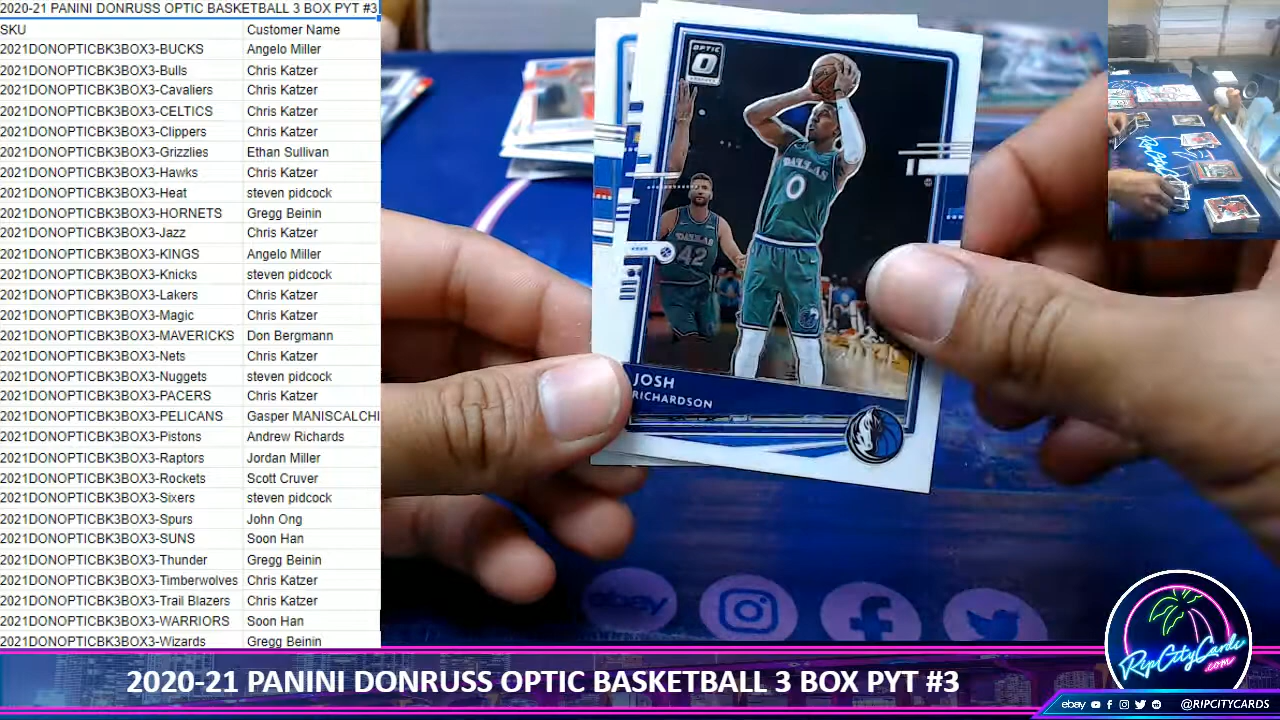 2020-21 PANINI DONRUSS OPTIC BASKETBALL 3 BOX PYT #3
SKU Customer Name
2021DONOPTICBK3BOX3-BUCKS Angelo Miller
2021DONOPTICBK3BOX3-Bulls Chris Katzer
2021DONOPTICBK3BOX3-Cavaliers Chris Katzer
2021DONOPTICBK3BOX3-CELTICS Chris Katzer
2021DONOPTICBK3BOX3-Clippers Chris Katzer
2021DONOPTICBK3BOX3-Grizzlies Ethan Sullivan
2021DONOPTICBK3BOX3-Hawks Chris Katzer
2021DONOPTICBK3BOX3-Heat steven pidcock
2021DONOPTICBK3BOX3-HORNETS Gregg Beinin
2021DONOPTICBK3BOX3-Jazz Chris Katzer
2021DONOPTICBK3BOX3-KINGS Angelo Miller
2021DONOPTICBK3BOX3-Knicks steven pidcock
2021DONOPTICBK3BOX3-Lakers Chris Katzer
2021DONOPTICBK3BOX3-Magic Chris Katzer
2021DONOPTICBK3BOX3-MAVERICKS Don Bergmann
2021DONOPTICBK3BOX3-Nets Chris Katzer
2021DONOPTICBK3BOX3-Nuggets steven pidcock
2021DONOPTICBK3BOX3-PACERS Chris Katzer
2021DONOPTICBK3BOX3-PELICANS Gasper MANISCALCHI
2021DONOPTICBK3BOX3-Pistons Andrew Richards
2021DONOPTICBK3BOX3-Raptors Jordan Miller
2021DONOPTICBK3BOX3-Rockets Scott Cruver
2021DONOPTICBK3BOX3-Sixers steven pidcock
2021DONOPTICBK3BOX3-Spurs John Ong
2021DONOPTICBK3BOX3-SUNS Soon Han
2021DONOPTICBK3BOX3-Thunder Gregg Beinin
2021DONOPTICBK3BOX3-Timberwolves Chris Katzer
2021DONOPTICBK3BOX3-Trail Blazers Chris Katzer
2021DONOPTICBK3BOX3-WARRIORS Soon Han
2021DONOPTICBK3BOX3-Wizards Gregg Beinin
OPTIC
DALLAS
0
DALLAS
42
JOSH
RICHARDSON
ebay
RipCityCards
.com
2020-21 PANINI DONRUSS OPTIC BASKETBALL 3 BOX PYT #3
ebay @RIPCITYCARDS